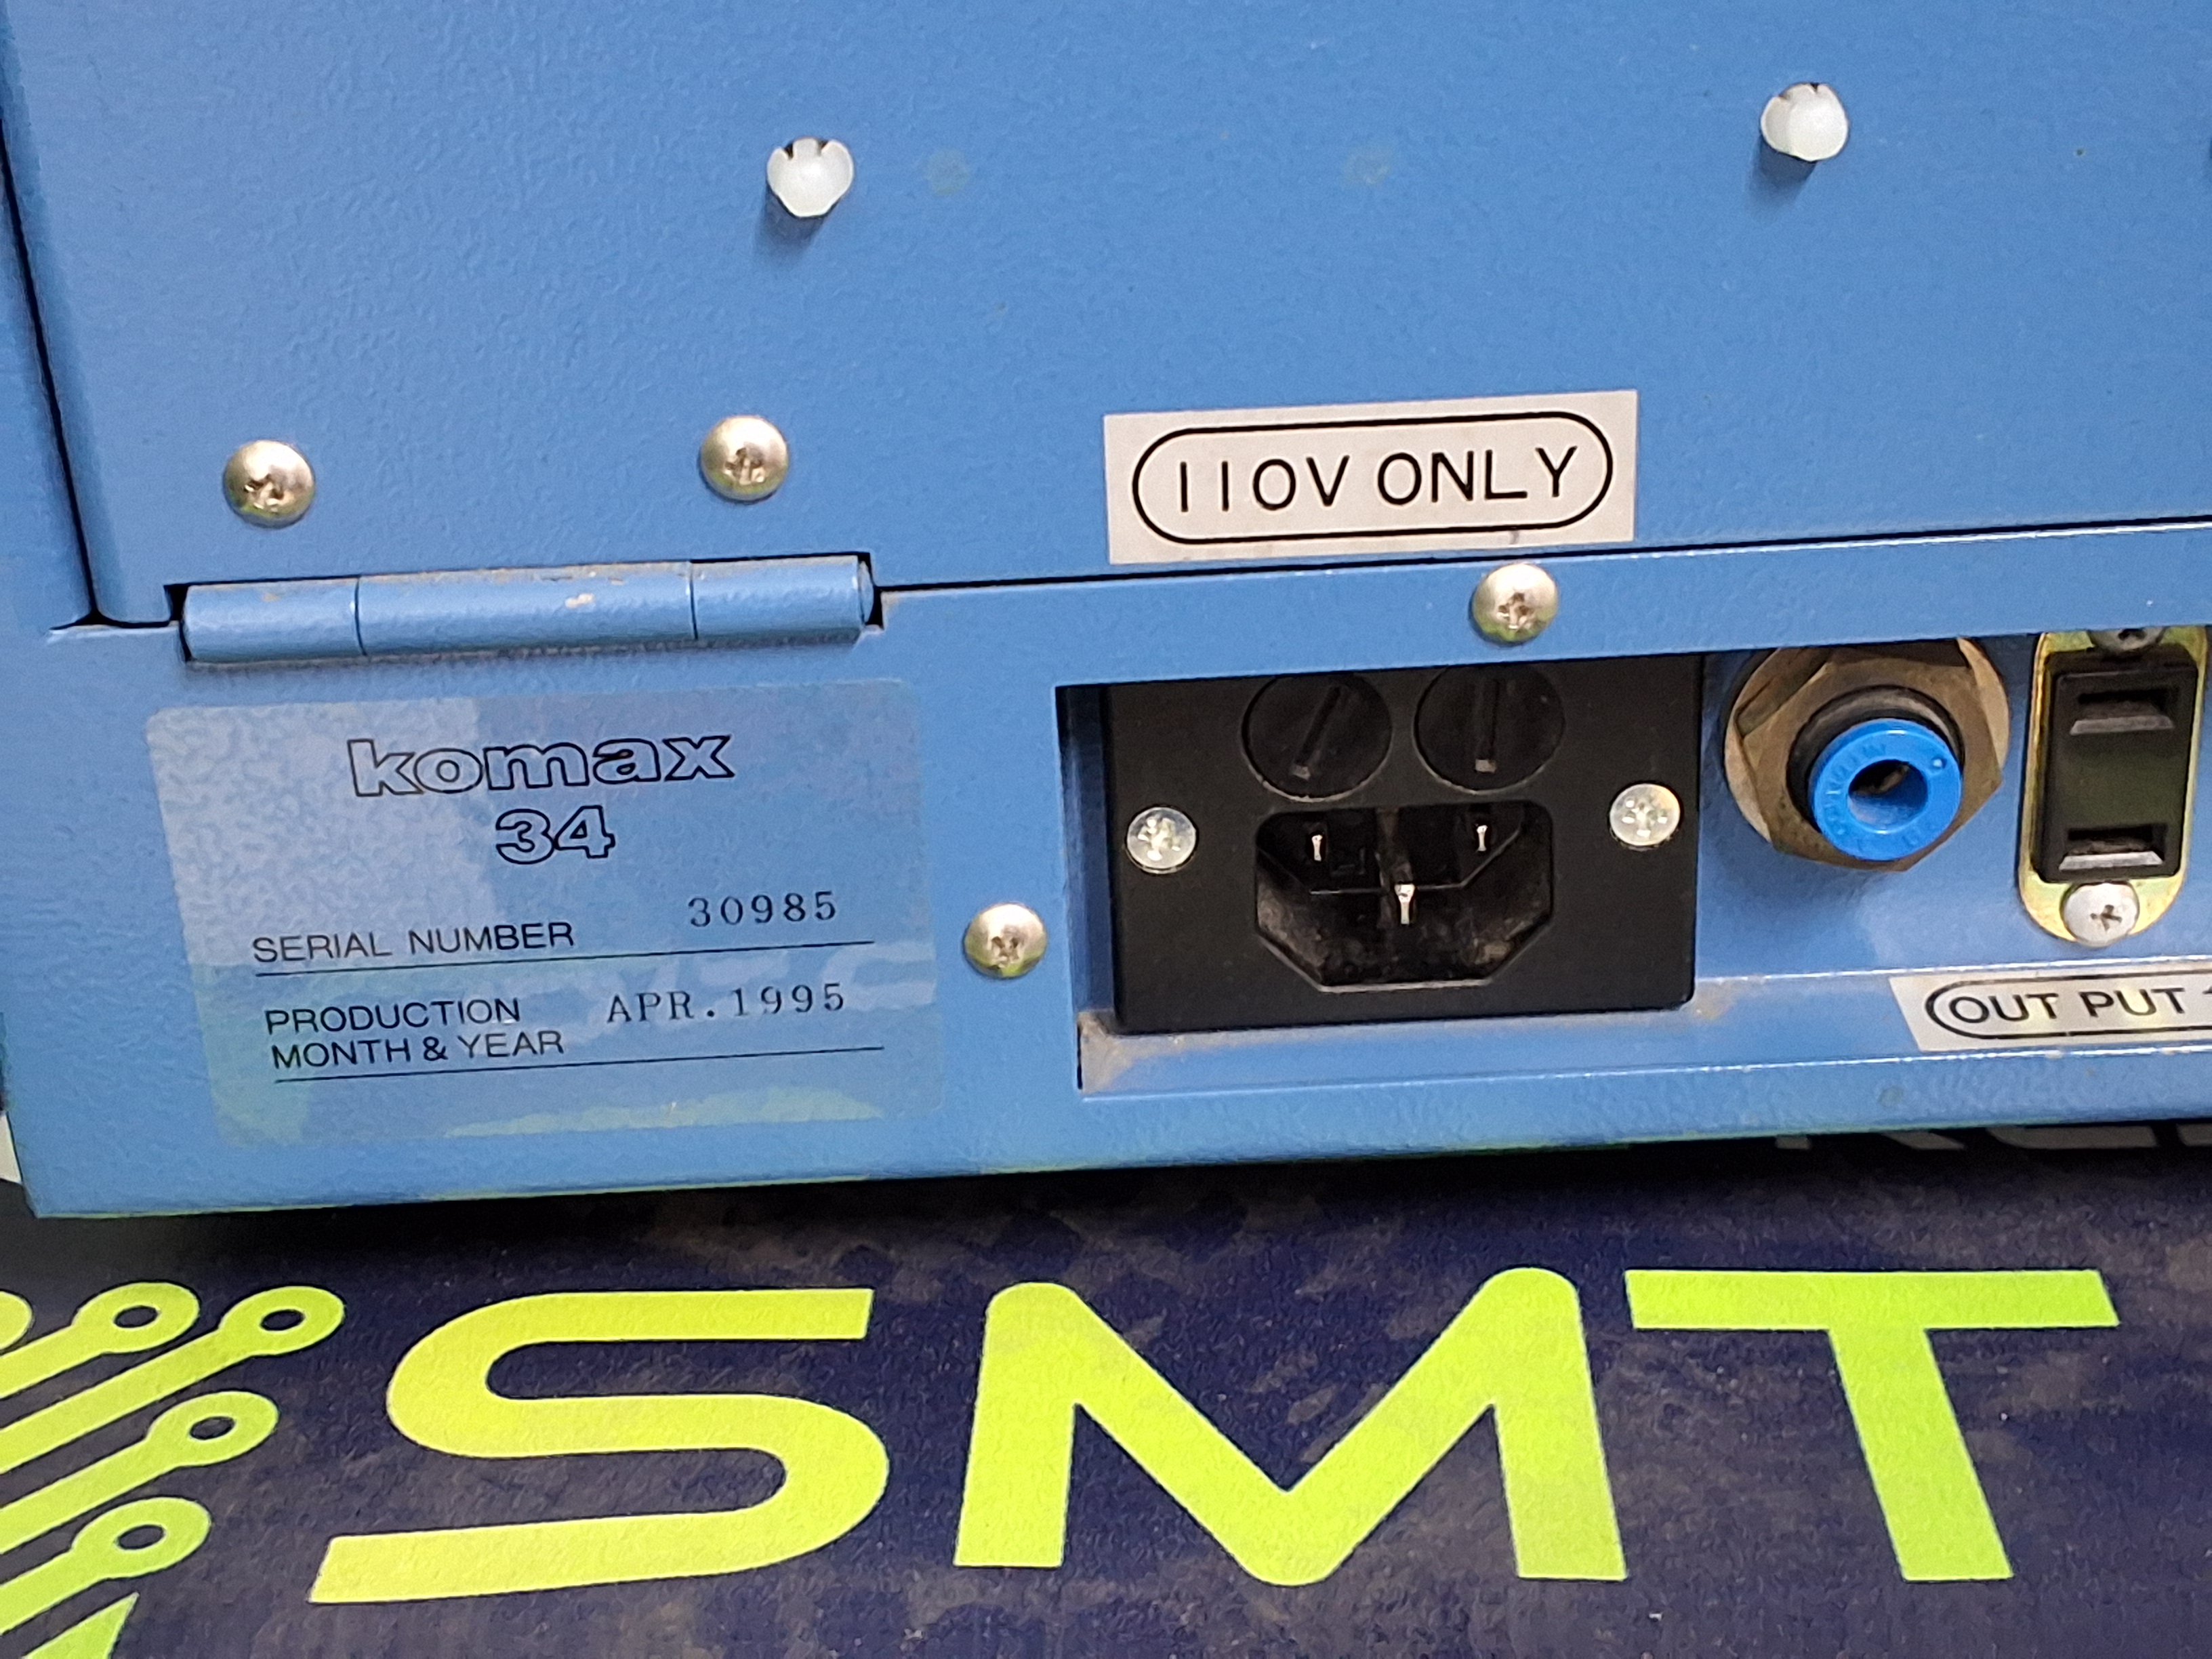 110V ONLY
komax
34
SERIAL NUMBER 30985
PRODUCTION APR.1995
MONTH & YEAR
OUT PUT
SMT